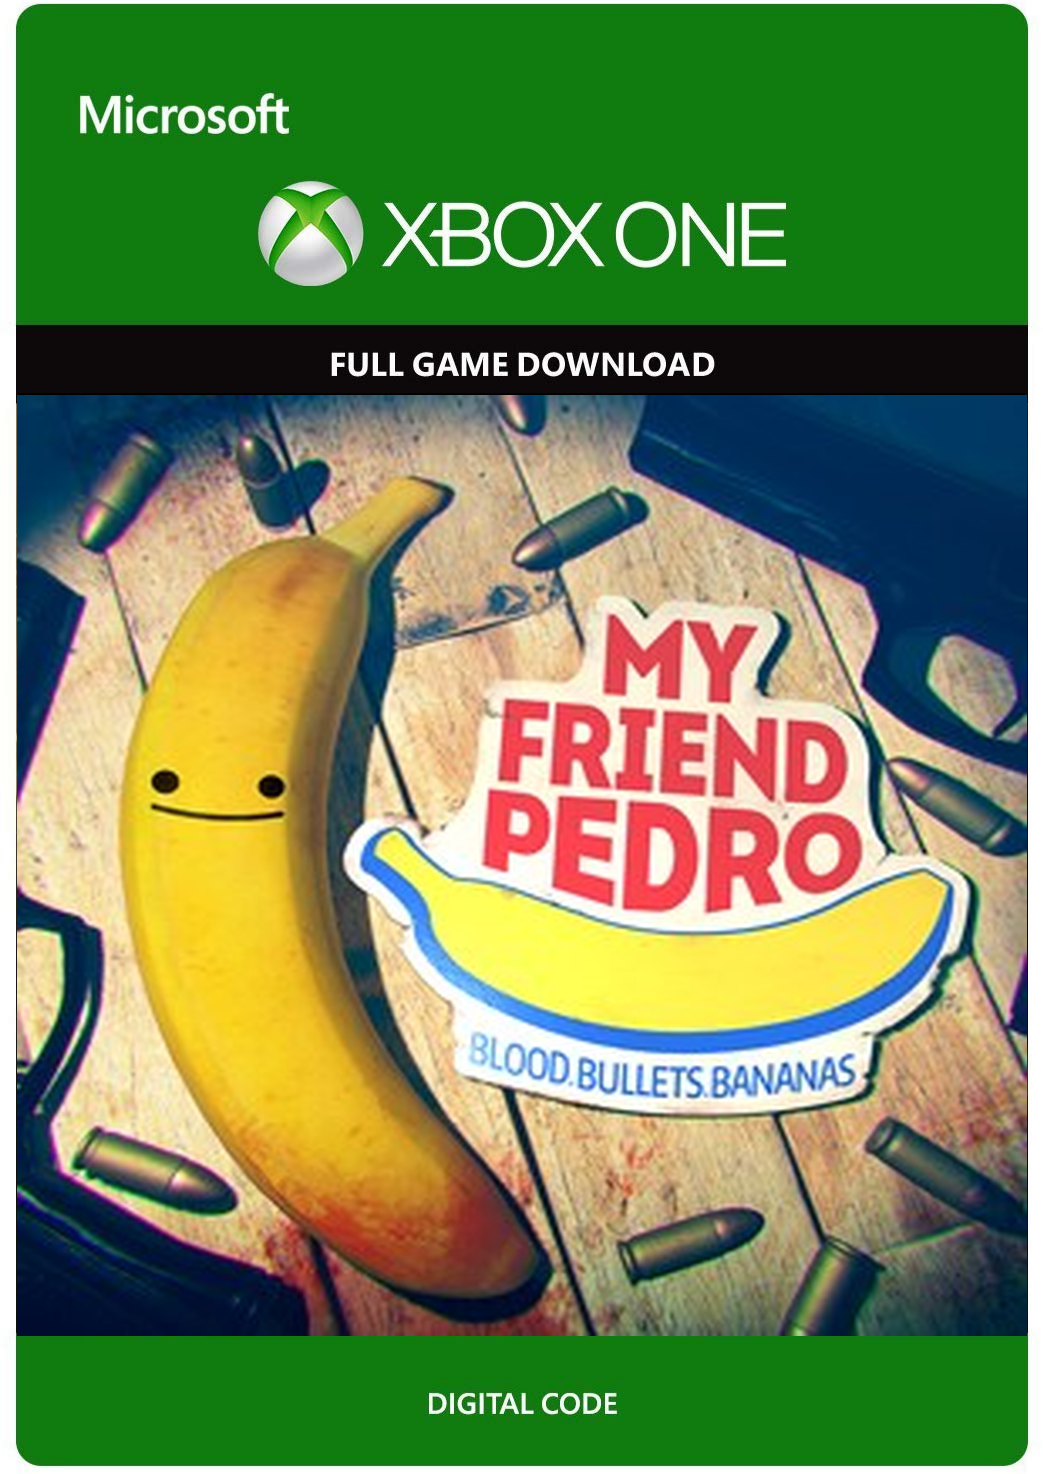 Microsoft
XBOX ONE
FULL GAME DOWNLOAD
MY
FRIEND
PEDRO
BLOOD.BULLETS.BANANAS
DIGITAL CODE